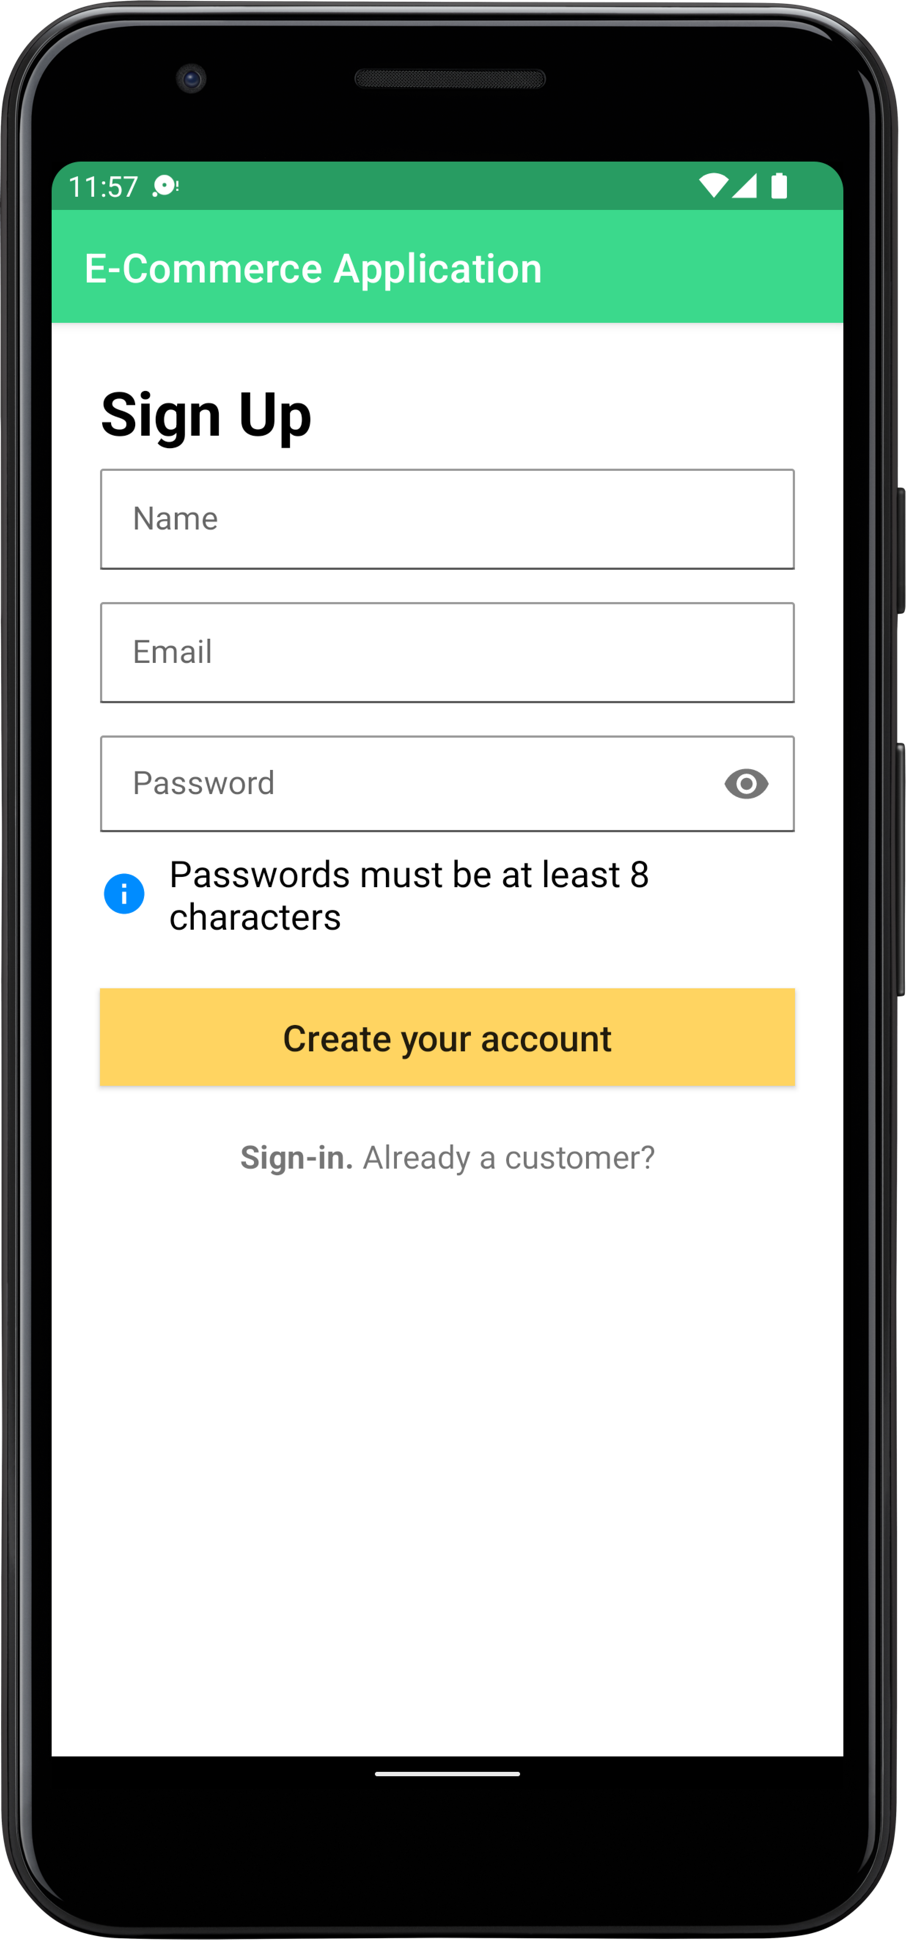 11:57
E-Commerce Application
Sign Up
Name
Email
Password
Passwords must be at least 8
characters
Create your account
Sign-in. Already a customer?